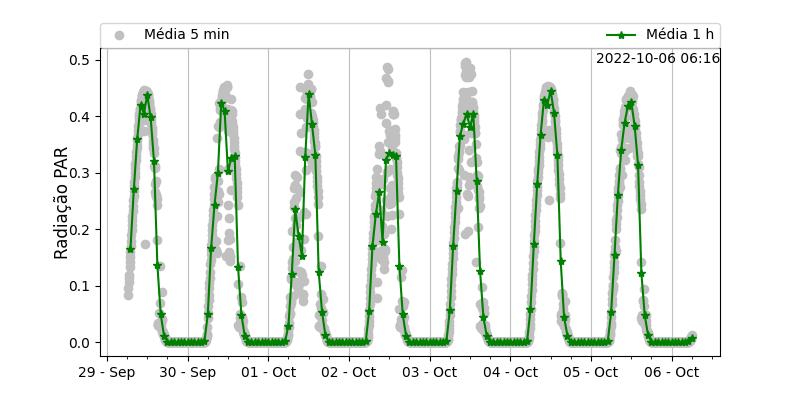 Média 5 min
Média 1 h
2022-10-06 06:16
Radiação PAR
0.5
0.4
0.3
0.2
0.1
0.0
29 - Sep
30 - Sep
01 - Oct
02 - Oct
03 - Oct
04 - Oct
05 - Oct
06 - Oct